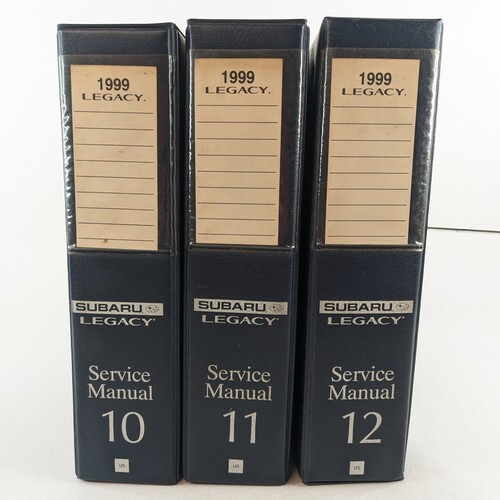 1999
LEGACY.
SUBARU
LEGACY
Service
Manual
10
US
1999
LEGACY.
SUBARU
LEGACY
Service
Manual
11
US
1999
LEGACY.
SUBARU
LEGACY
Service
Manual
12
US